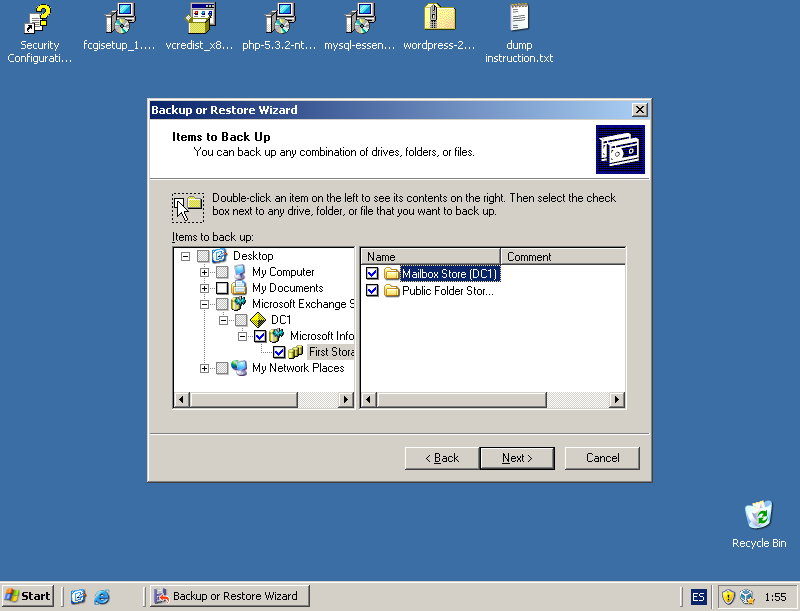 Security
Configurati...
fcgisetup_1....
vcredist_x8...
php-5.3.2-nt...
mysql-essen...
wordpress-2...
dump
instruction.txt
Backup or Restore Wizard
Items to Back Up
You can back up any combination of drives, folders, or files.
Double-click an item on the left to see its contents on the right. Then select the check
box next to any drive, folder, or file that you want to back up.
Items to back up:
Desktop
My Computer
My Documents
Microsoft Exchange S
DC1
Microsoft Info
First Stora
My Network Places
Name
Comment
Mailbox Store (DC1)
Public Folder Stor...
< Back
Next >
Cancel
Recycle Bin
Start
Backup or Restore Wizard
ES
1:55